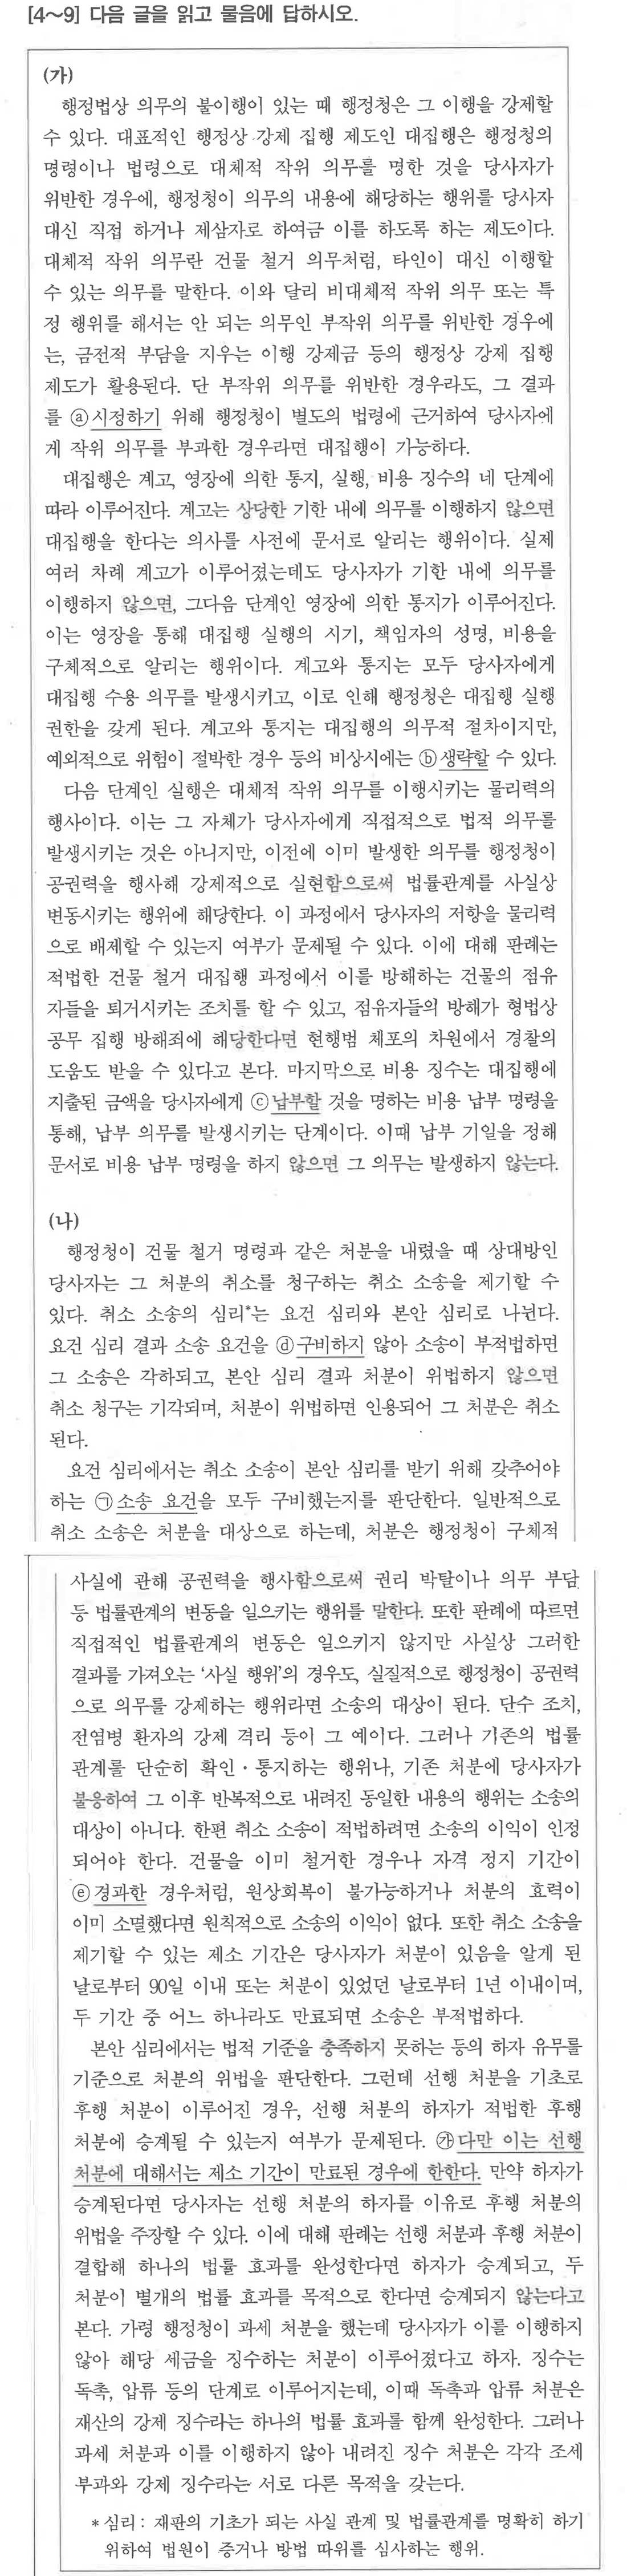 [4~9] 다음 글을 읽고 물음에 답하시오.
(가)
행정법상 의무의 불이행이 있는 때 행정청은 그 이행을 강제할
수 있다. 대표적인 행정상 강제 집행 제도인 대집행은 행정청의
명령이나 법령으로 대체적 작위 의무를 명한 것을 당사자가
위반한 경우에, 행정청이 의무의 내용에 해당하는 행위를 당사자
대신 직접 하거나 제삼자로 하여금 이를 하도록 하는 제도이다.
대체적 작위 의무란 건물 철거 의무처럼, 타인이 대신 이행할
수 있는 의무를 말한다. 이와 달리 비대체적 작위 의무 또는 특
정 행위를 해서는 안 되는 의무인 부작위 의무를 위반한 경우에
는, 금전적 부담을 지우는 이행 강제금 등의 행정상 강제 집행
제도가 활용된다. 단 부작위 의무를 위반한 경우라도, 그 결과
를 ⓐ시정하기 위해 행정청이 별도의 법령에 근거하여 당사자에
게 작위 의무를 부과한 경우라면 대집행이 가능하다.
대집행은 계고, 영장에 의한 통지, 실행, 비용 징수의 네 단계에
따라 이루어진다. 계고는 상당한 기한 내에 의무를 이행하지 않으면
대집행을 한다는 의사를 사전에 문서로 알리는 행위이다. 실제
여러 차례 계고가 이루어졌는데도 당사자가 기한 내에 의무를
이행하지 않으면, 그다음 단계인 영장에 의한 통지가 이루어진다.
이는 영장을 통해 대집행 실행의 시기, 책임자의 성명, 비용을
구체적으로 알리는 행위이다. 계고와 통지는 모두 당사자에게
대집행 수용 의무를 발생시키고, 이로 인해 행정청은 대집행 실행
권한을 갖게 된다. 계고와 통지는 대집행의 의무적 절차이지만,
예외적으로 위험이 절박한 경우 등의 비상시에는 ⓑ생략할 수 있다.
다음 단계인 실행은 대체적 작위 의무를 이행시키는 물리력의
행사이다. 이는 그 자체가 당사자에게 직접적으로 법적 의무를
발생시키는 것은 아니지만, 이전에 이미 발생한 의무를 행정청이
공권력을 행사해 강제적으로 실현함으로써 법률관계를 사실상
변동시키는 행위에 해당한다. 이 과정에서 당사자의 저항을 물리력
으로 배제할 수 있는지 여부가 문제될 수 있다. 이에 대해 판례는
적법한 건물 철거 대집행 과정에서 이를 방해하는 건물의 점유
자들을 퇴거시키는 조치를 할 수 있고, 점유자들의 방해가 형법상
공무 집행 방해죄에 해당한다면 현행범 체포의 차원에서 경찰의
도움도 받을 수 있다고 본다. 마지막으로 비용 징수는 대집행에
지출된 금액을 당사자에게 ⓒ납부할 것을 명하는 비용 납부 명령을
통해, 납부 의무를 발생시키는 단계이다. 이때 납부 기일을 정해
문서로 비용 납부 명령을 하지 않으면 그 의무는 발생하지 않는다.
(나)
행정청이 건물 철거 명령과 같은 처분을 내렸을 때 상대방인
당사자는 그 처분의 취소를 청구하는 취소 소송을 제기할 수
있다. 취소 소송의 심리*는 요건 심리와 본안 심리로 나뉜다.
요건 심리 결과 소송 요건을 ⓓ구비하지 않아 소송이 부적법하면
그 소송은 각하되고, 본안 심리 결과 처분이 위법하지 않으면
취소 청구는 기각되며, 처분이 위법하면 인용되어 그 처분은 취소
된다.
요건 심리에서는 취소 소송이 본안 심리를 받기 위해 갖추어야
하는 ㉠소송 요건을 모두 구비했는지를 판단한다. 일반적으로
취소 소송은 처분을 대상으로 하는데, 처분은 행정청이 구체적
사실에 관해 공권력을 행사함으로써 권리 박탈이나 의무 부담
등 법률관계의 변동을 일으키는 행위를 말한다. 또한 판례에 따르면
직접적인 법률관계의 변동은 일으키지 않지만 사실상 그러한
결과를 가져오는 ‘사실 행위’의 경우도, 실질적으로 행정청이 공권력
으로 의무를 강제하는 행위라면 소송의 대상이 된다. 단수 조치,
전염병 환자의 강제 격리 등이 그 예이다. 그러나 기존의 법률
관계를 단순히 확인·통지하는 행위나, 기존 처분에 당사자가
불응하여 그 이후 반복적으로 내려진 동일한 내용의 행위는 소송의
대상이 아니다. 한편 취소 소송이 적법하려면 소송의 이익이 인정
되어야 한다. 건물을 이미 철거한 경우나 자격 정지 기간이
ⓔ경과한 경우처럼, 원상회복이 불가능하거나 처분의 효력이
이미 소멸했다면 원칙적으로 소송의 이익이 없다. 또한 취소 소송을
제기할 수 있는 제소 기간은 당사자가 처분이 있음을 알게 된
날로부터 90일 이내 또는 처분이 있었던 날로부터 1년 이내이며,
두 기간 중 어느 하나라도 만료되면 소송은 부적법하다.
본안 심리에서는 법적 기준을 충족하지 못하는 등의 하자 유무를
기준으로 처분의 위법을 판단한다. 그런데 선행 처분을 기초로
후행 처분이 이루어진 경우, 선행 처분의 하자가 적법한 후행
처분에 승계될 수 있는지 여부가 문제된다. ㉮다만 이는 선행
처분에 대해서는 제소 기간이 만료된 경우에 한한다. 만약 하자가
승계된다면 당사자는 선행 처분의 하자를 이유로 후행 처분의
위법을 주장할 수 있다. 이에 대해 판례는 선행 처분과 후행 처분이
결합해 하나의 법률 효과를 완성한다면 하자가 승계되고, 두
처분이 별개의 법률 효과를 목적으로 한다면 승계되지 않는다고
본다. 가령 행정청이 과세 처분을 했는데 당사자가 이를 이행하지
않아 해당 세금을 징수하는 처분이 이루어졌다고 하자. 징수는
독촉, 압류 등의 단계로 이루어지는데, 이때 독촉과 압류 처분은
재산의 강제 징수라는 하나의 법률 효과를 함께 완성한다. 그러나
과세 처분과 이를 이행하지 않아 내려진 징수 처분은 각각 조세
부과와 강제 징수라는 서로 다른 목적을 갖는다.
*심리: 재판의 기초가 되는 사실 관계 및 법률관계를 명확히 하기
위하여 법원이 증거나 방법 따위를 심사하는 행위.